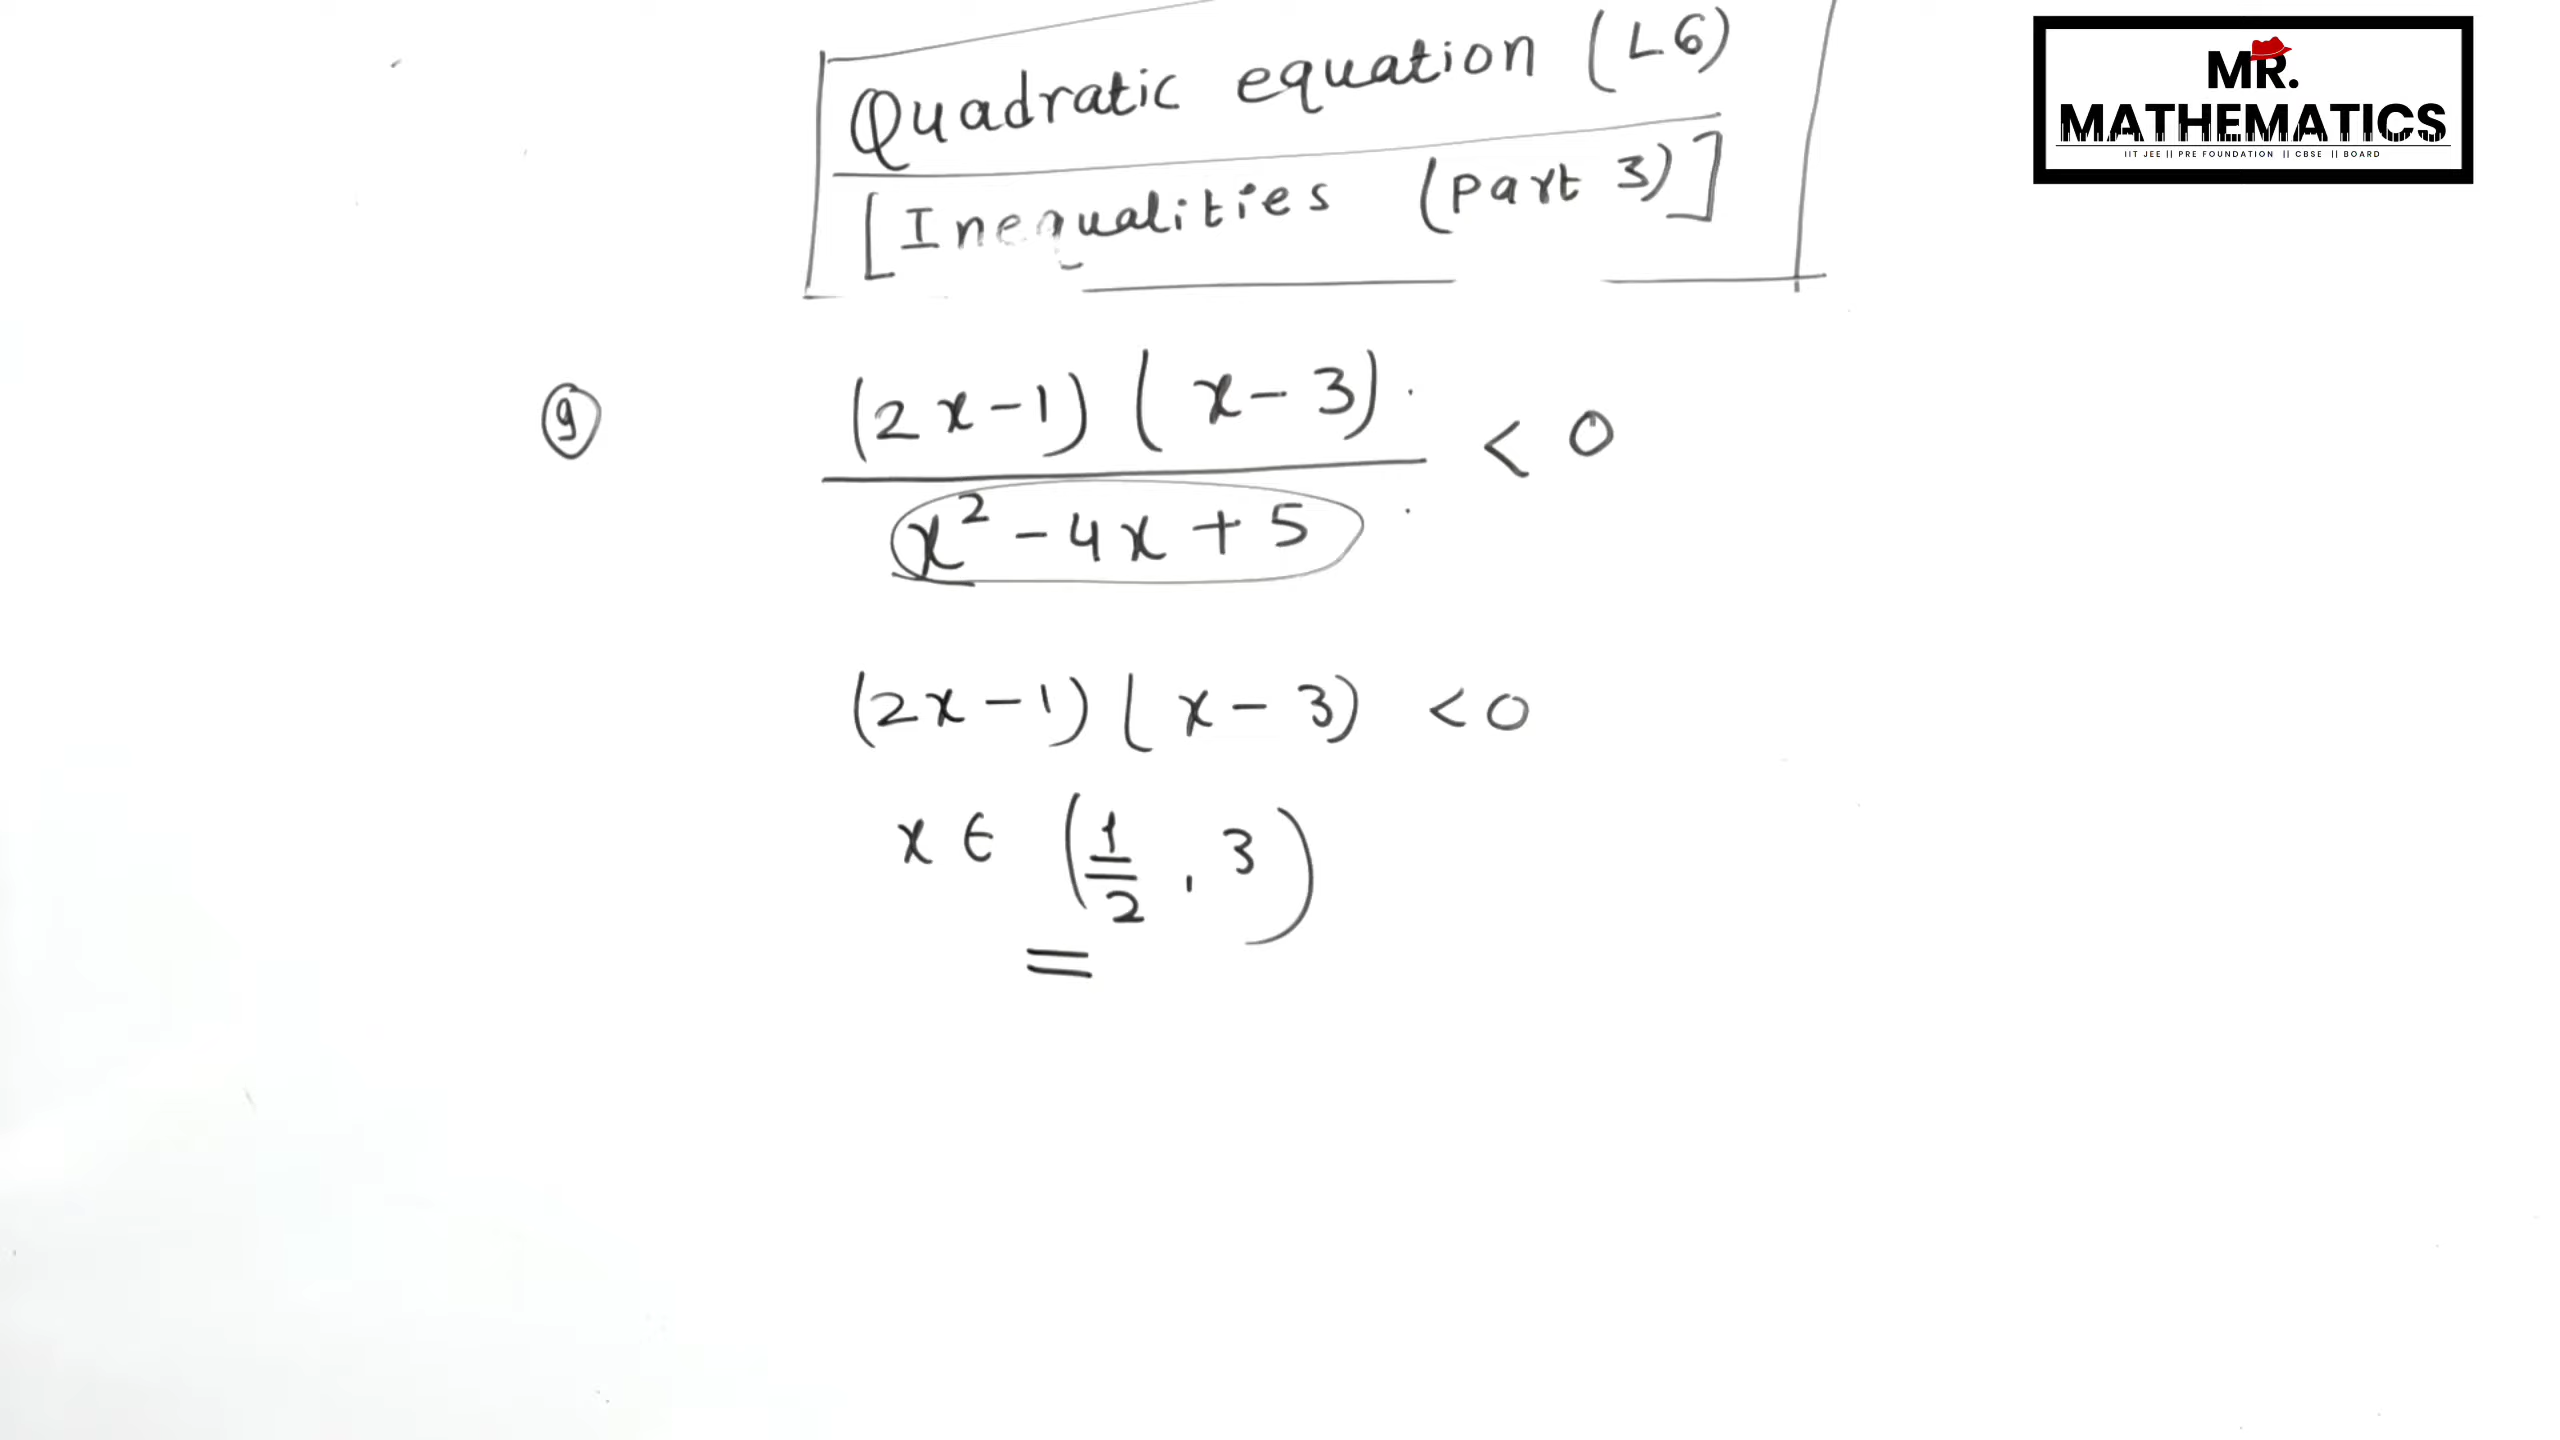 Quadratic equation (L6)
[Inequalities (part 3)]
MR.
MATHEMATICS
IIT JEE || PRE FOUNDATION || CBSE || BOARD
9 (2x-1)(x-3) < 0
x² - 4x + 5
(2x-1)(x-3) <0
x ∈ (1/2, 3)